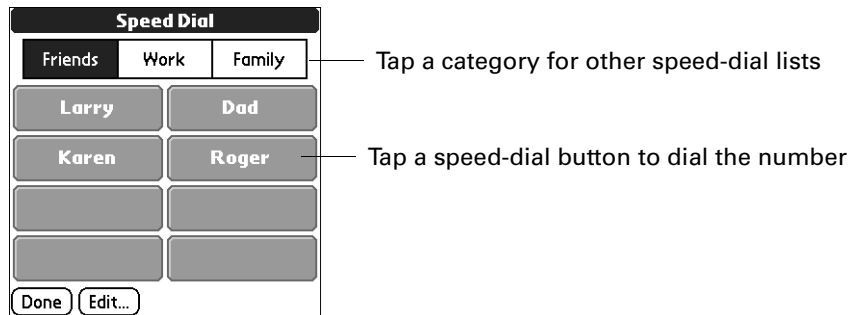 Speed Dial
Friends Work Family
Tap a category for other speed-dial lists
Larry Dad
Karen Roger
Tap a speed-dial button to dial the number
Done Edit...